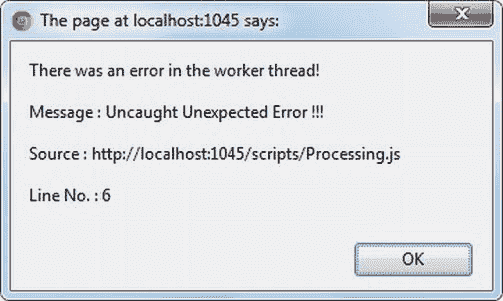 The page at localhost:1045 says:
There was an error in the worker thread!
Message : Uncaught Unexpected Error !!!
Source : http://localhost:1045/scripts/Processing.js
Line No. : 6
OK